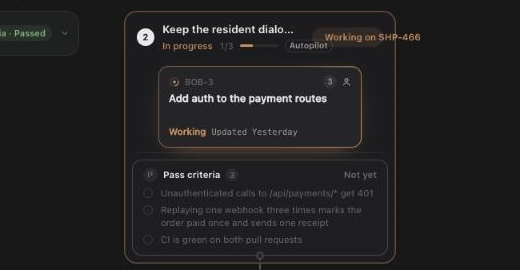 ia · Passed
2
Keep the resident dialo...
Working on SHP-466
In progress 1/3 Autopilot
BOB-3 3
Add auth to the payment routes
Working Updated Yesterday
Pass criteria 3 Not yet
Unauthenticated calls to /api/payments/* get 401
Replaying one webhook three times marks the
order paid once and sends one receipt
CI is green on both pull requests